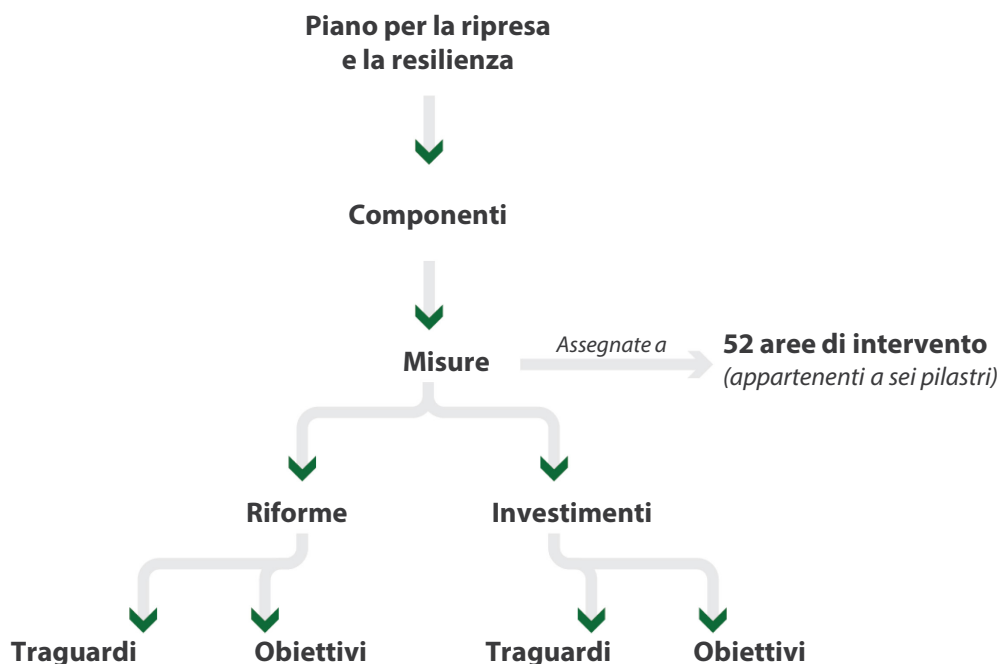 Piano per la ripresa
e la resilienza
Componenti
Misure
Assegnate a
52 aree di intervento
(appartenenti a sei pilastri)
Riforme
Investimenti
Traguardi
Obiettivi
Traguardi
Obiettivi